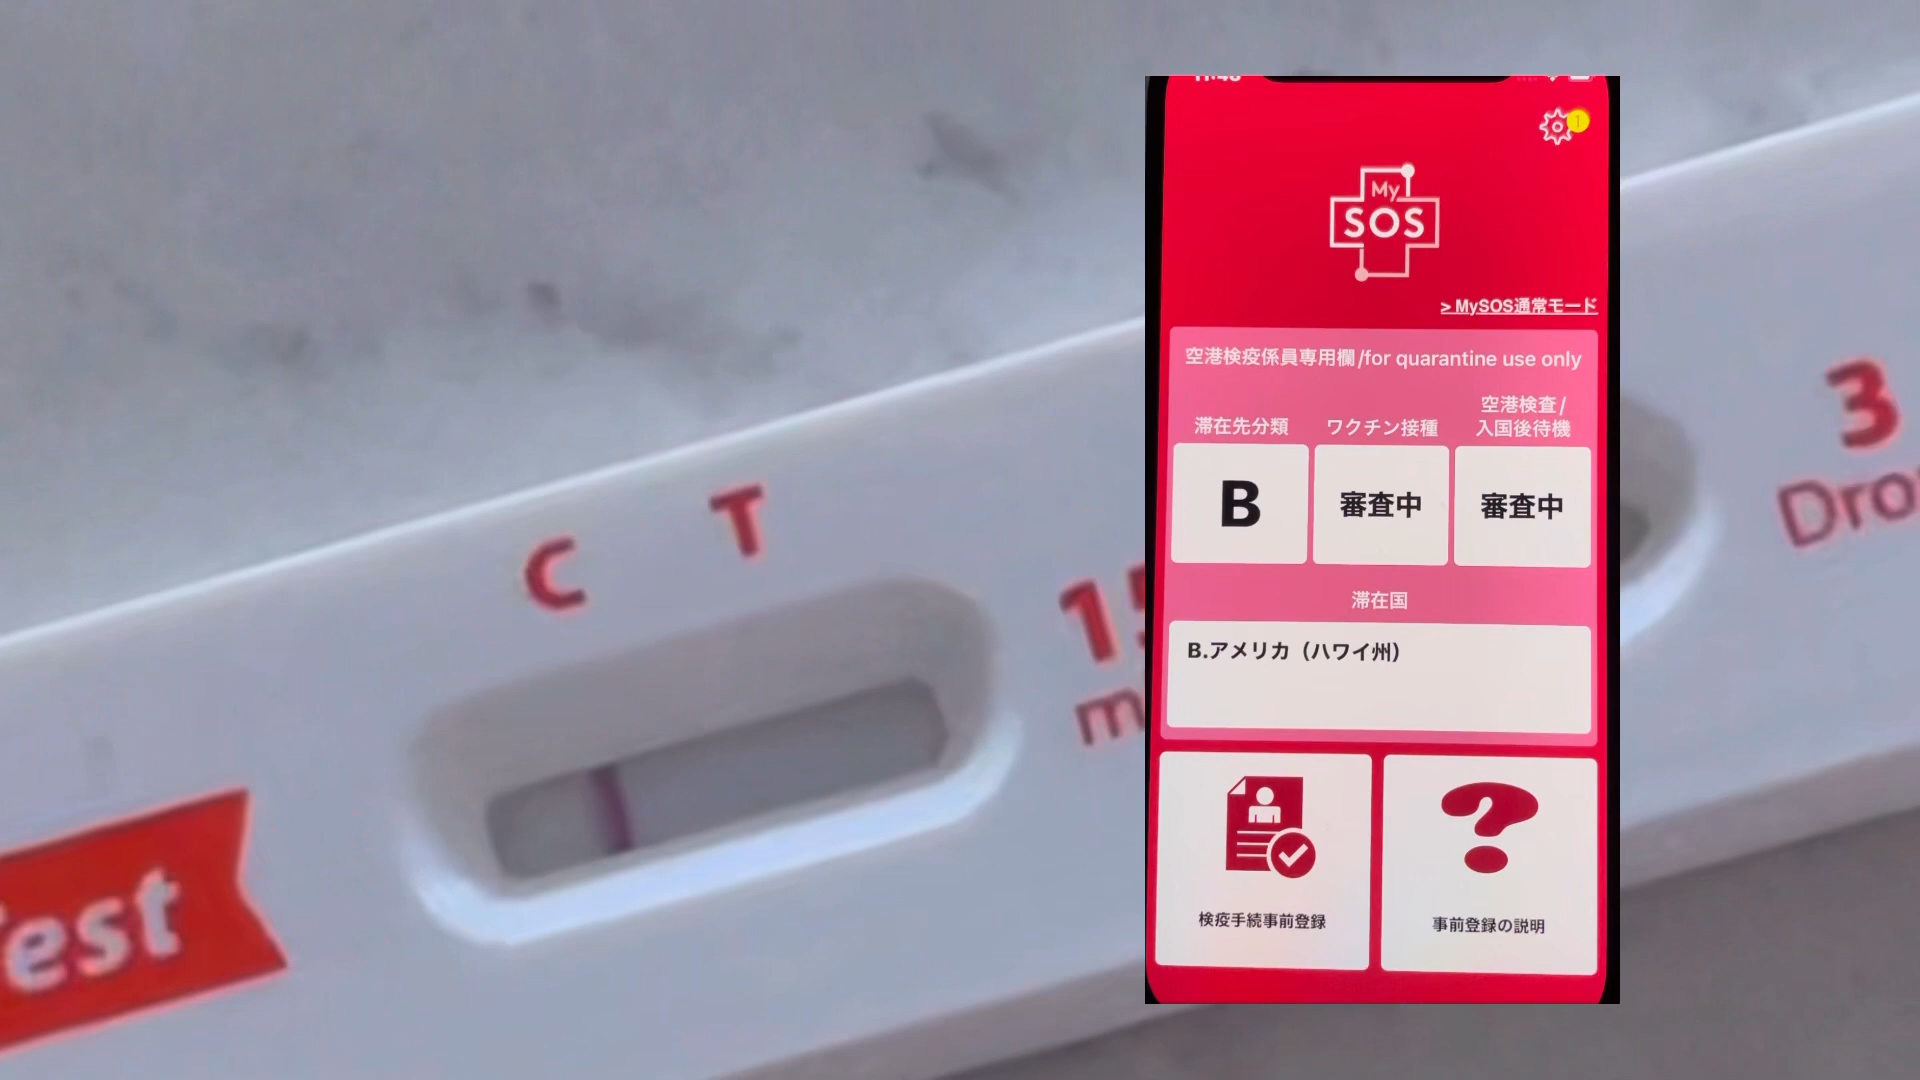 C T
est
3
My
SOS
> MySOS通常モード
空港検疫係員専用欄/for quarantine use only
滞在先分類
ワクチン接種
空港検査/
入国後待機
B
審査中
審査中
滞在国
B.アメリカ（ハワイ州）
検疫手続事前登録
事前登録の説明
1